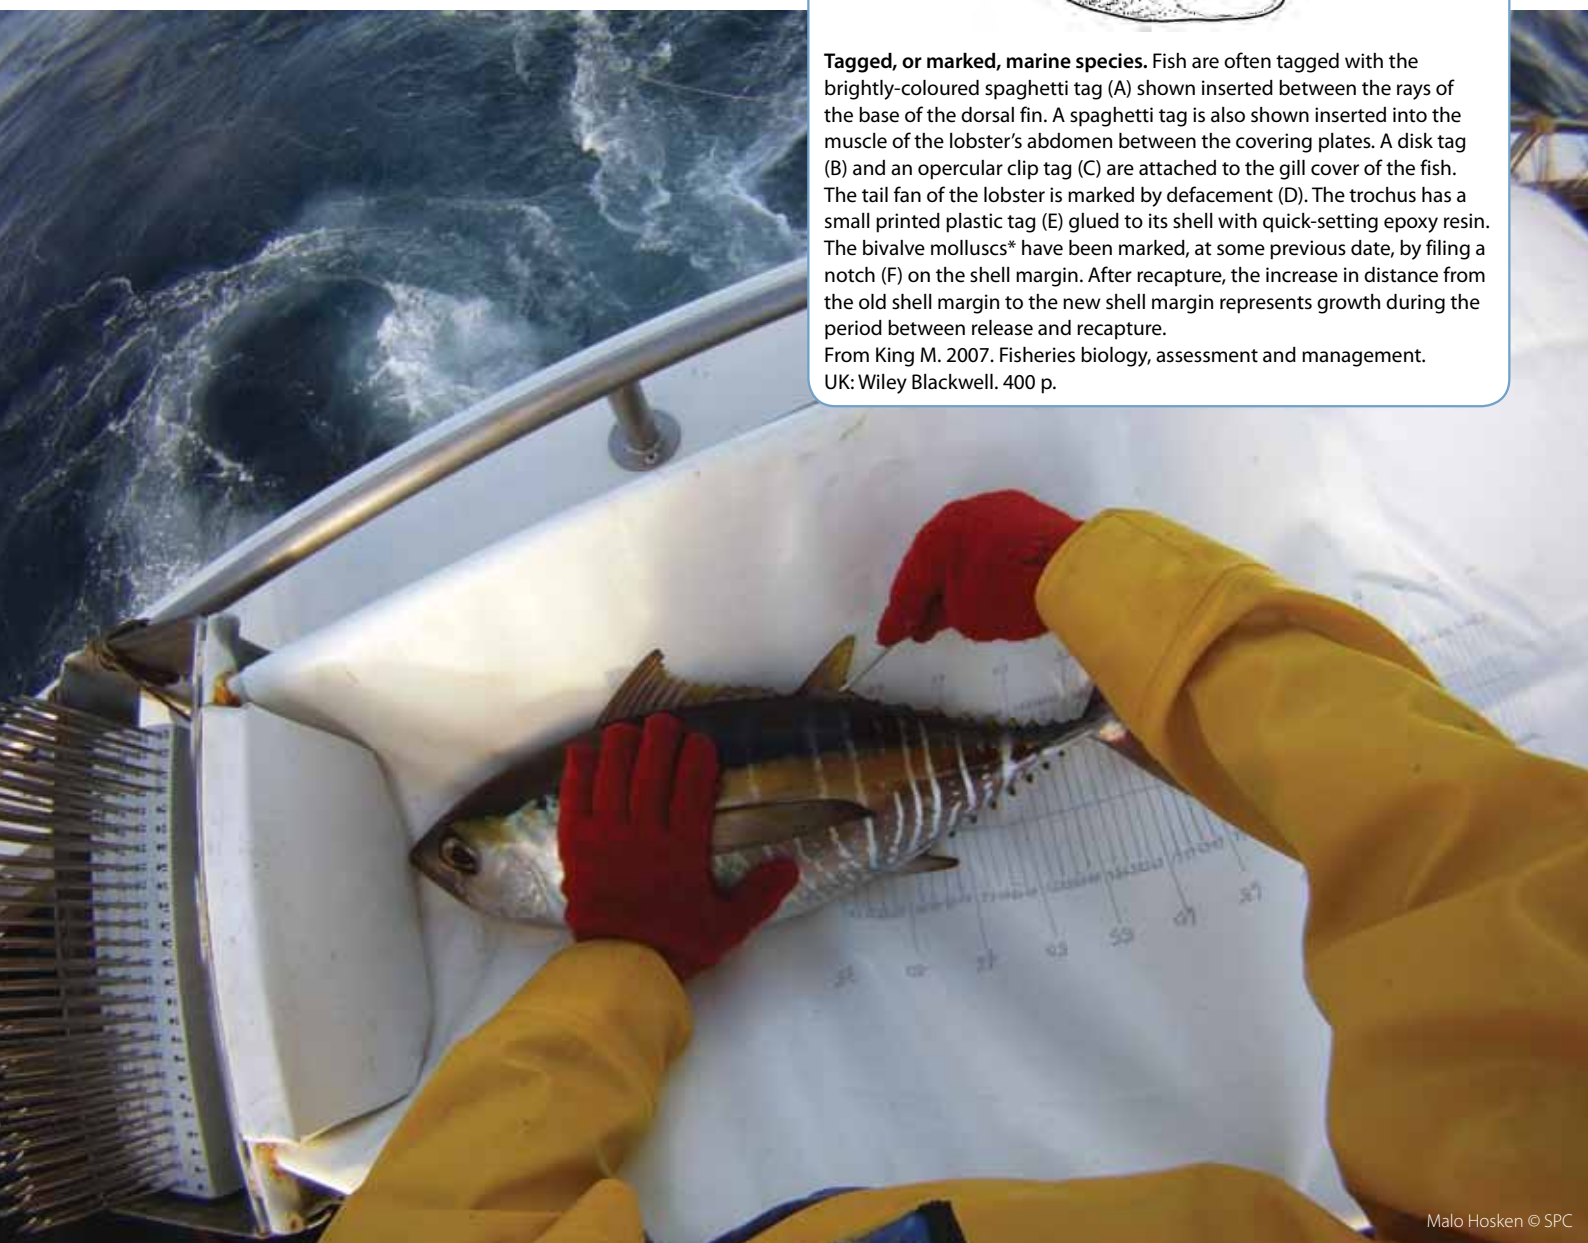 Tagged, or marked, marine species. Fish are often tagged with the
brightly-coloured spaghetti tag (A) shown inserted between the rays of
the base of the dorsal fin. A spaghetti tag is also shown inserted into the
muscle of the lobster’s abdomen between the covering plates. A disk tag
(B) and an opercular clip tag (C) are attached to the gill cover of the fish.
The tail fan of the lobster is marked by defacement (D). The trochus has a
small printed plastic tag (E) glued to its shell with quick-setting epoxy resin.
The bivalve molluscs* have been marked, at some previous date, by filing a
notch (F) on the shell margin. After recapture, the increase in distance from
the old shell margin to the new shell margin represents growth during the
period between release and recapture.
From King M. 2007. Fisheries biology, assessment and management.
UK: Wiley Blackwell. 400 p.
Malo Hosken © SPC